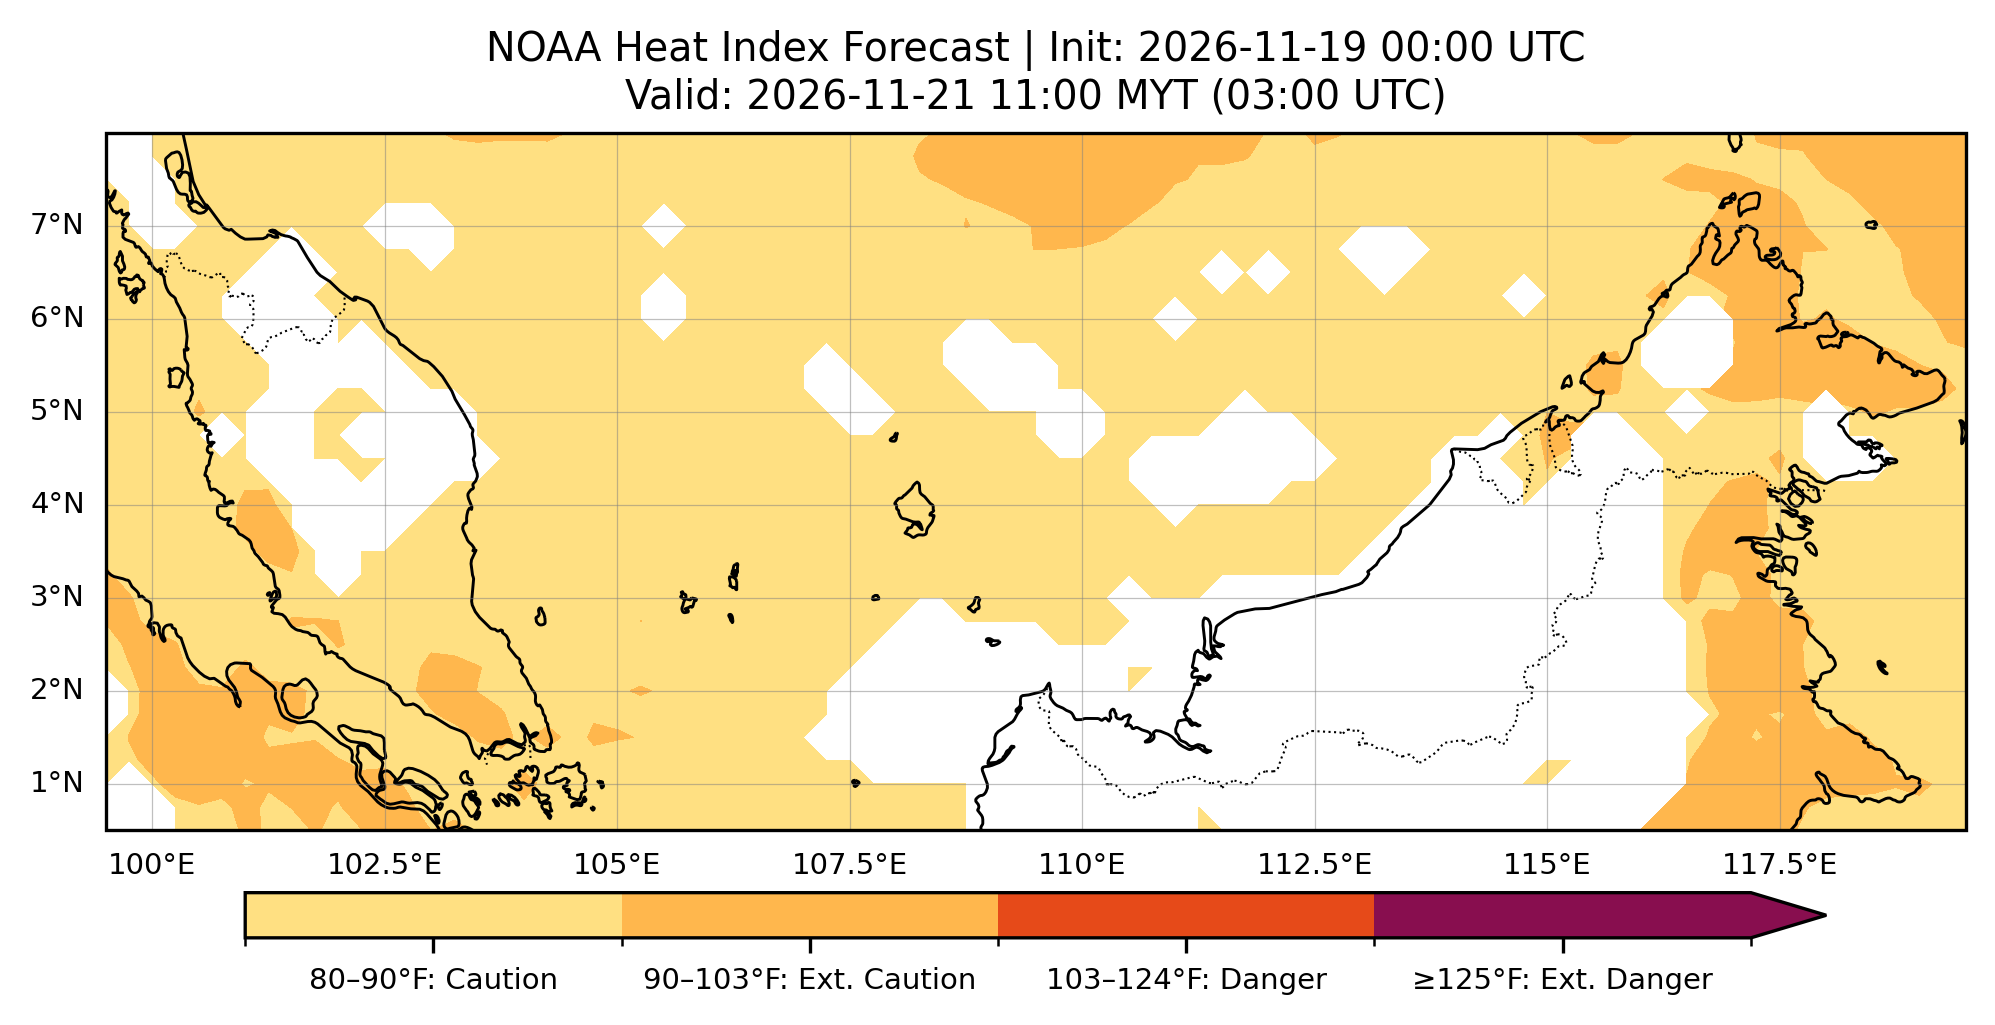 NOAA Heat Index Forecast | Init: 2026-11-19 00:00 UTC
Valid: 2026-11-21 11:00 MYT (03:00 UTC)
7°N
6°N
5°N
4°N
3°N
2°N
1°N
100°E 102.5°E 105°E 107.5°E 110°E 112.5°E 115°E 117.5°E
80–90°F: Caution 90–103°F: Ext. Caution 103–124°F: Danger ≥125°F: Ext. Danger